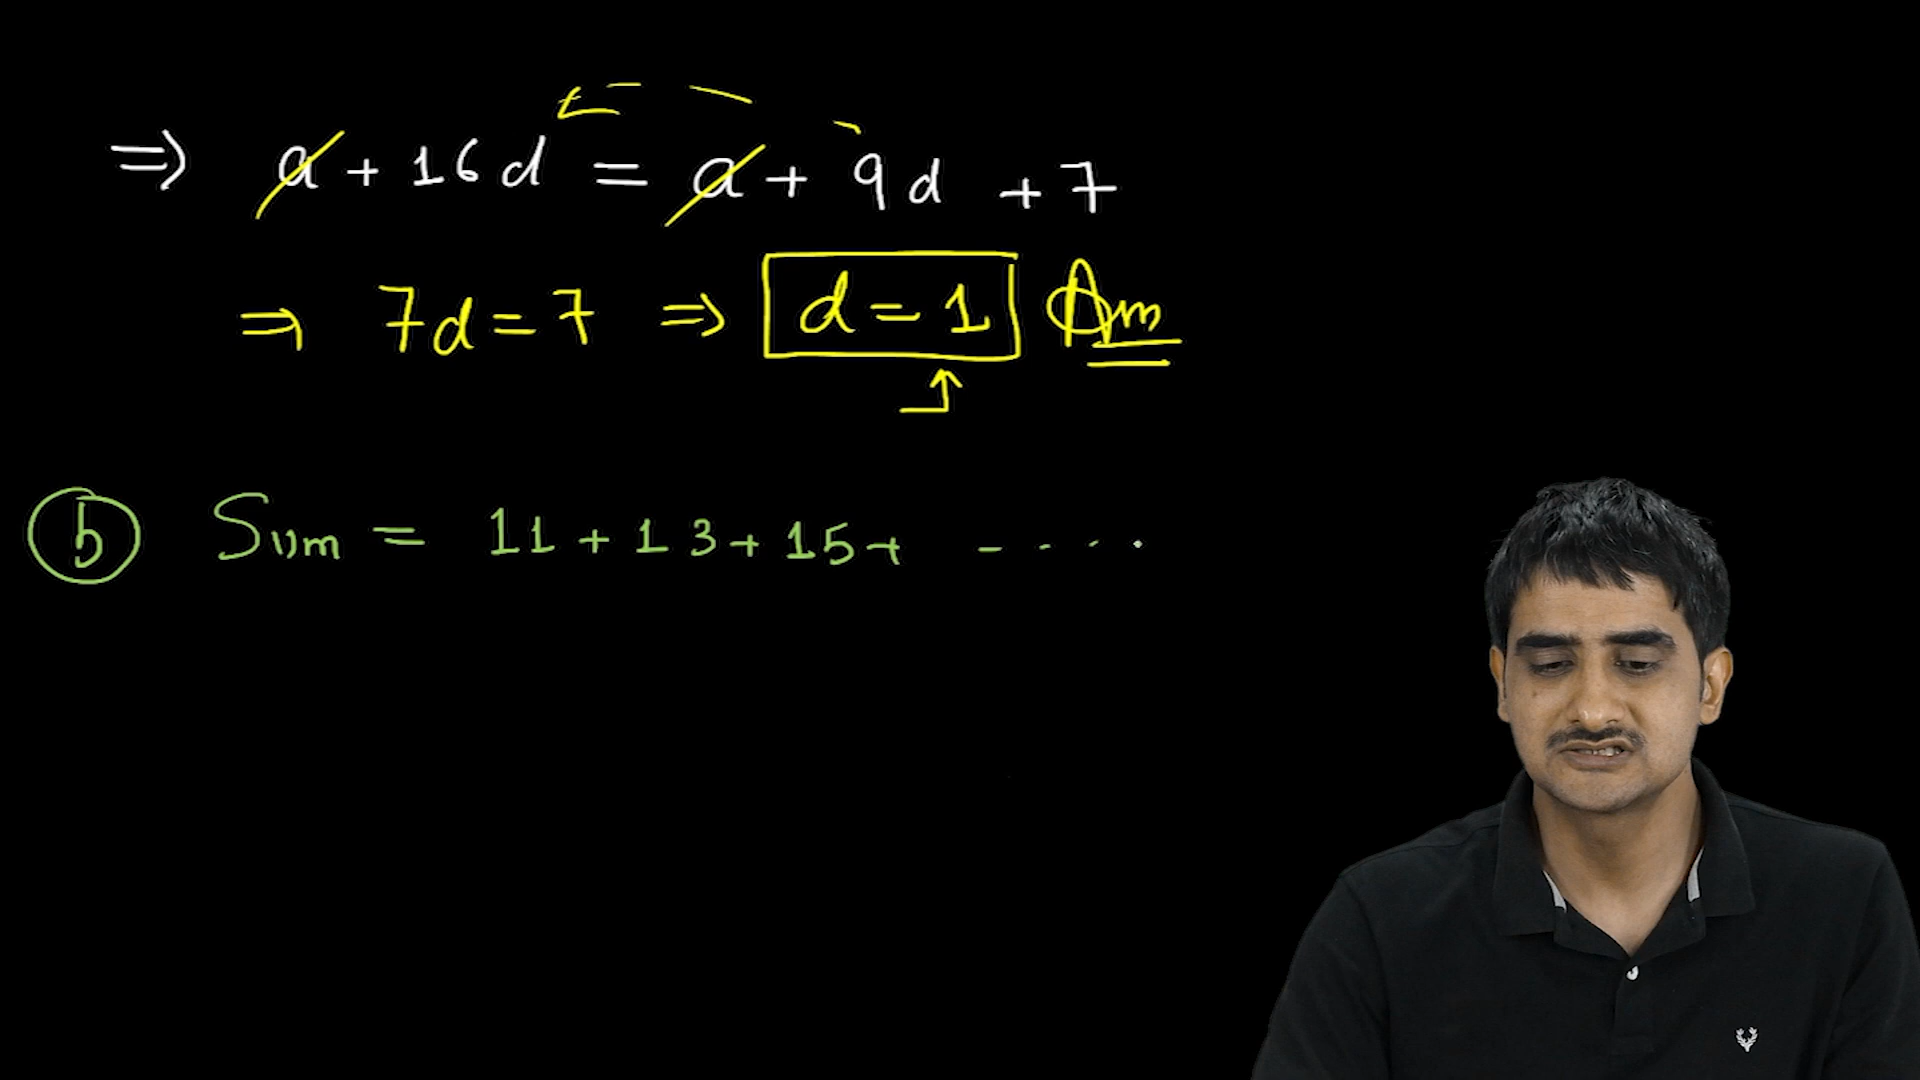 ⇒ a + 16d = a + 9d + 7
⇒ 7d = 7 ⇒ d = 1 Ans
(b) Sum = 11 + 13 + 15 + - . . . .